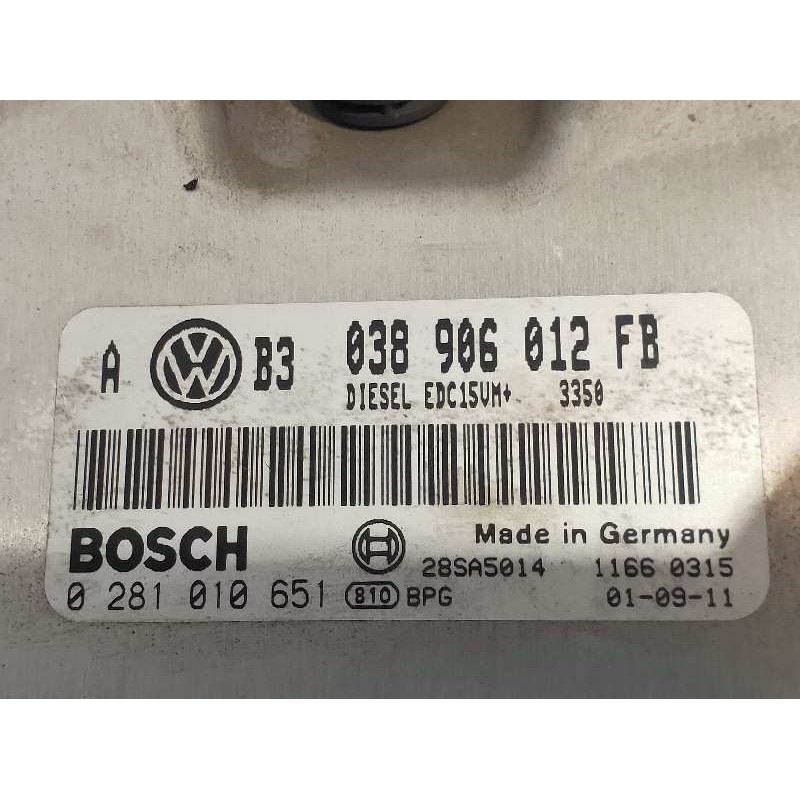 A VW B3 038 906 012 FB
DIESEL EDC15VM+ 3350
BOSCH Made in Germany
28SA5014 1166 0315
0 281 010 651 810 BPG 01-09-11